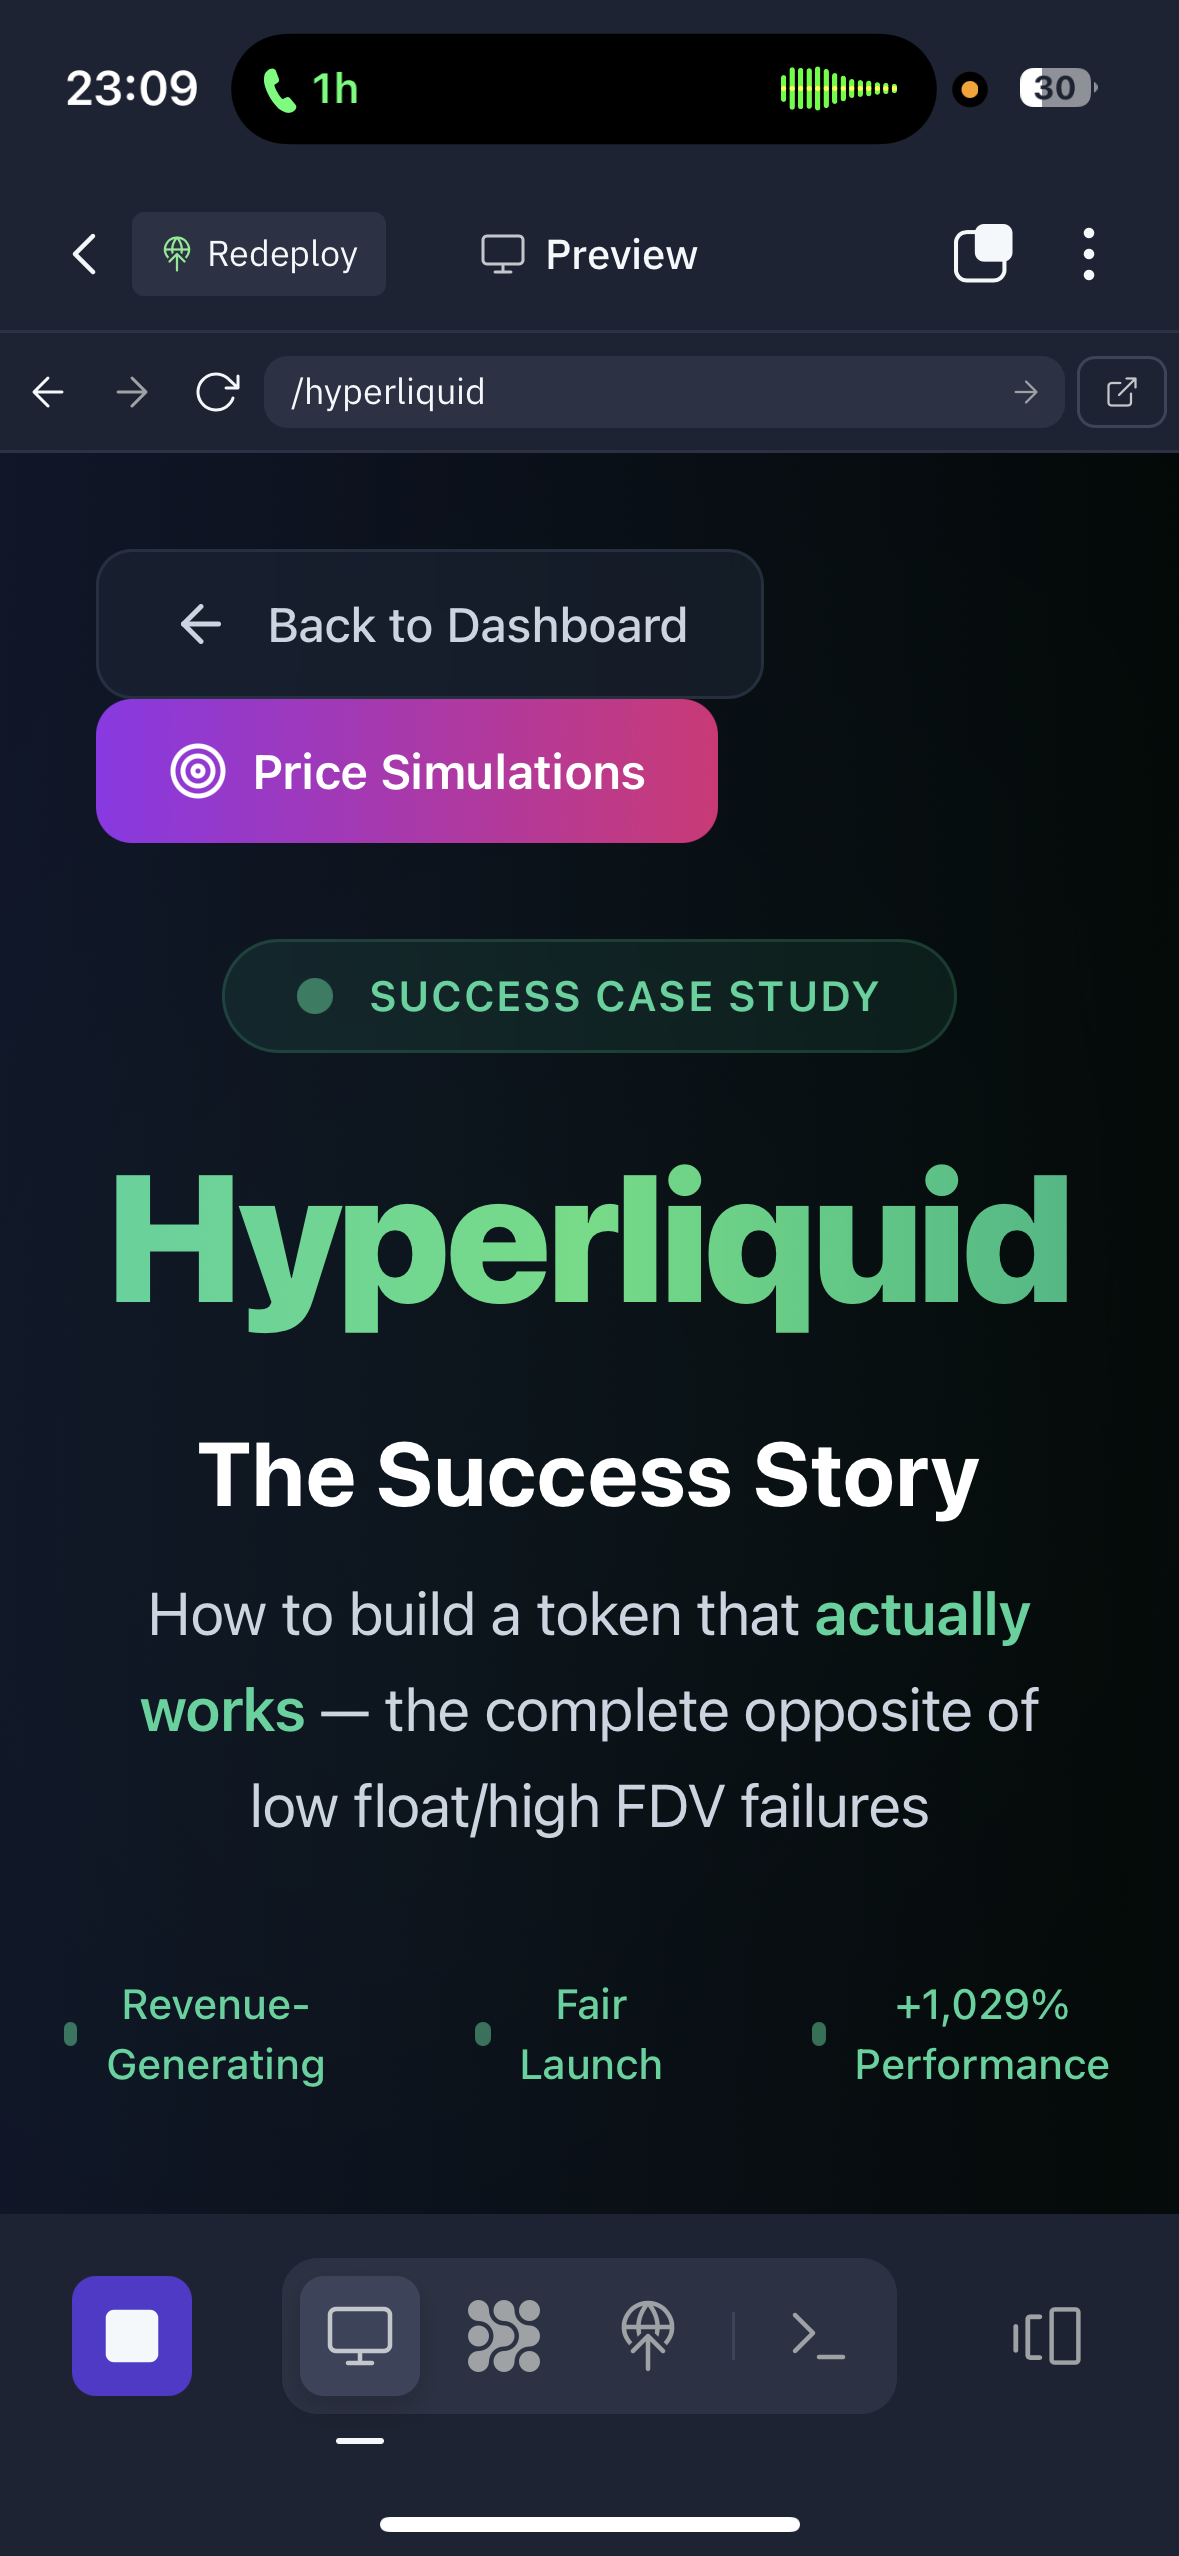 23:09
1h
30
Redeploy
Preview
/hyperliquid
Back to Dashboard
Price Simulations
SUCCESS CASE STUDY
Hyperliquid
The Success Story
How to build a token that actually
works — the complete opposite of
low float/high FDV failures
Revenue-
Generating
Fair
Launch
+1,029%
Performance